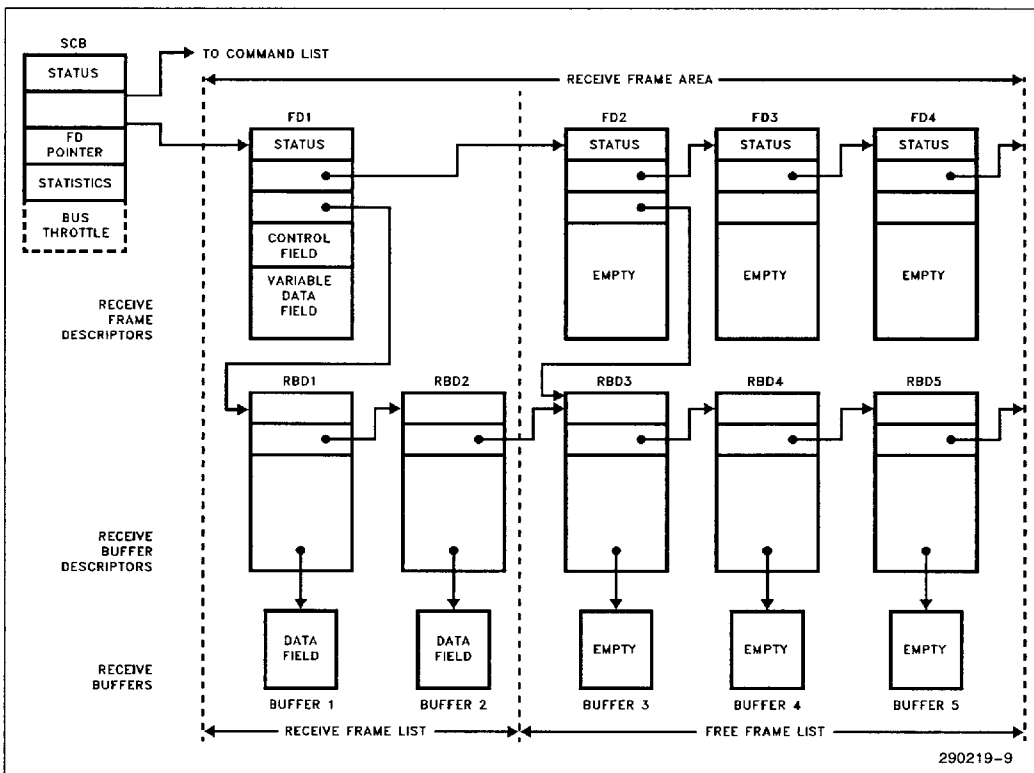 SCB
STATUS
FD
POINTER
STATISTICS
BUS
THROTTLE
TO COMMAND LIST
RECEIVE FRAME AREA
FD1
STATUS
CONTROL
FIELD
VARIABLE
DATA
FIELD
FD2
STATUS
EMPTY
FD3
STATUS
EMPTY
FD4
STATUS
EMPTY
RECEIVE
FRAME
DESCRIPTORS
RBD1
RBD2
RBD3
RBD4
RBD5
RECEIVE
BUFFER
DESCRIPTORS
DATA
FIELD
DATA
FIELD
EMPTY
EMPTY
EMPTY
RECEIVE
BUFFERS
BUFFER 1
BUFFER 2
BUFFER 3
BUFFER 4
BUFFER 5
RECEIVE FRAME LIST
FREE FRAME LIST
290219-9